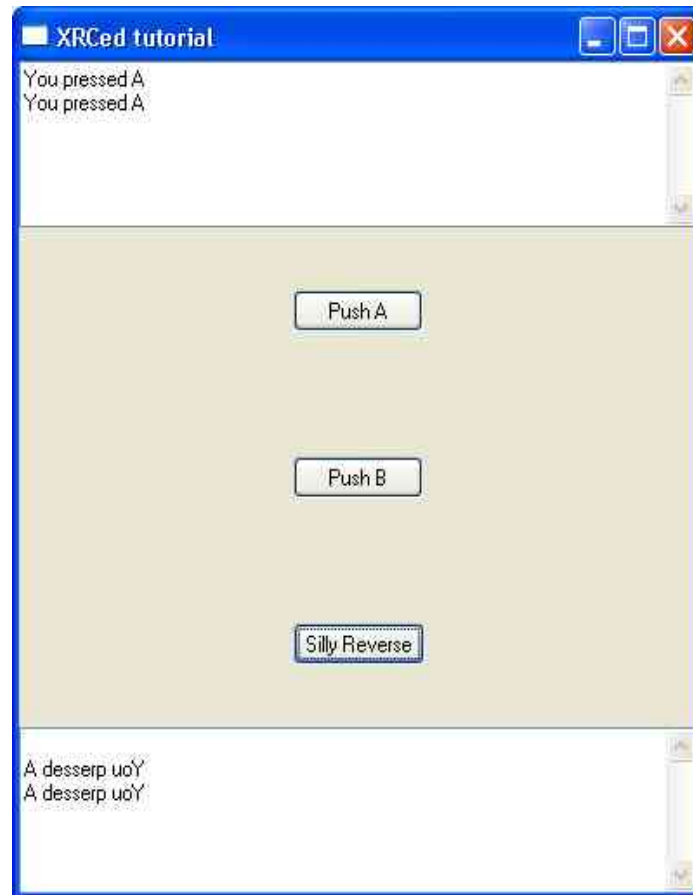 XRCed tutorial
You pressed A
You pressed A
Push A
Push B
Silly Reverse
A desserp uoY
A desserp uoY